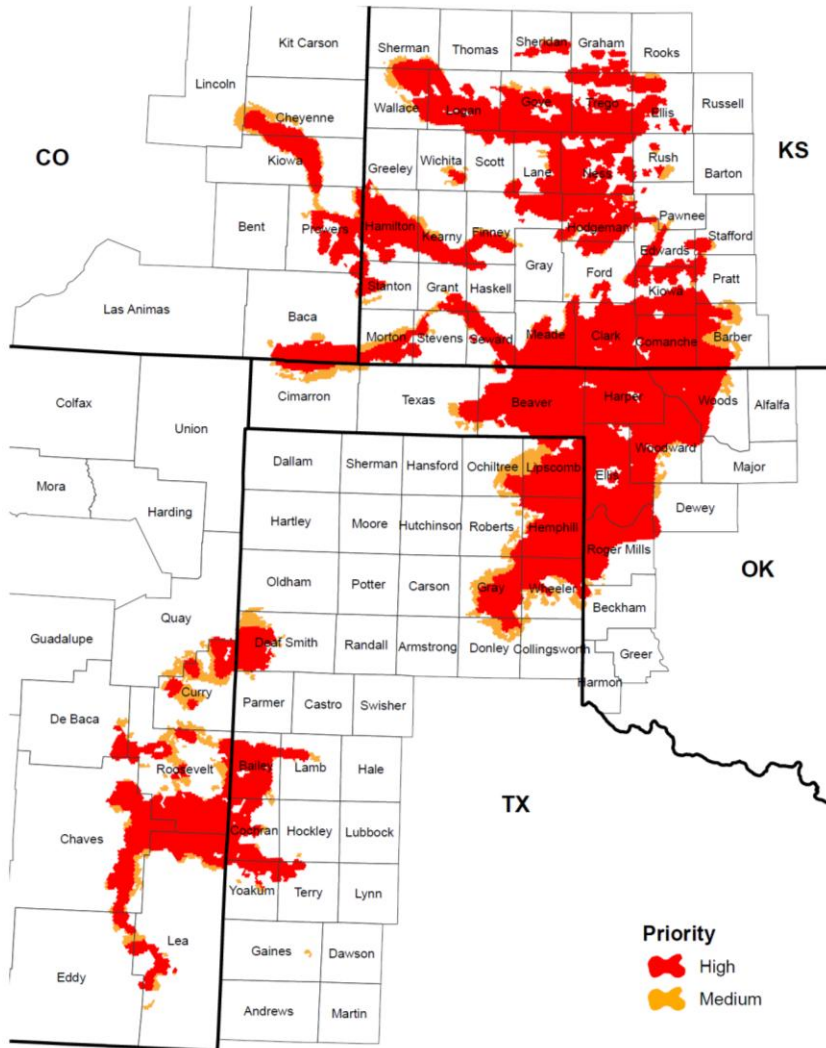 Kit Carson
Sherman
Thomas
Sheridan
Graham
Rooks
Lincoln
Cheyenne
Wallace
Logan
Gove
Trego
Ellis
Russell
KS
CO
Kiowa
Greeley
Wichita
Scott
Lane
Ness
Rush
Barton
Bent
Prowers
Hamilton
Kearny
Finney
Hodgeman
Pawnee
Stafford
Edwards
Gray
Ford
Pratt
Las Animas
Baca
Stanton
Grant
Haskell
Kiowa
Morton
Stevens
Seward
Meade
Clark
Comanche
Barber
Colfax
Union
Cimarron
Texas
Beaver
Harper
Woods
Alfalfa
Mora
Harding
Dallam
Sherman
Hansford
Ochiltree
Lipscomb
Ellis
Woodward
Major
Dewey
Hartley
Moore
Hutchinson
Roberts
Hemphill
Roger Mills
OK
Oldham
Potter
Carson
Gray
Wheeler
Beckham
Guadalupe
Quay
Deaf Smith
Randall
Armstrong
Donley
Collingsworth
Greer
Harmon
Curry
De Baca
Parmer
Castro
Swisher
Roosevelt
Bailey
Lamb
Hale
TX
Chaves
Cochran
Hockley
Lubbock
Yoakum
Terry
Lynn
Lea
Eddy
Gaines
Dawson
Andrews
Martin
Priority
High
Medium